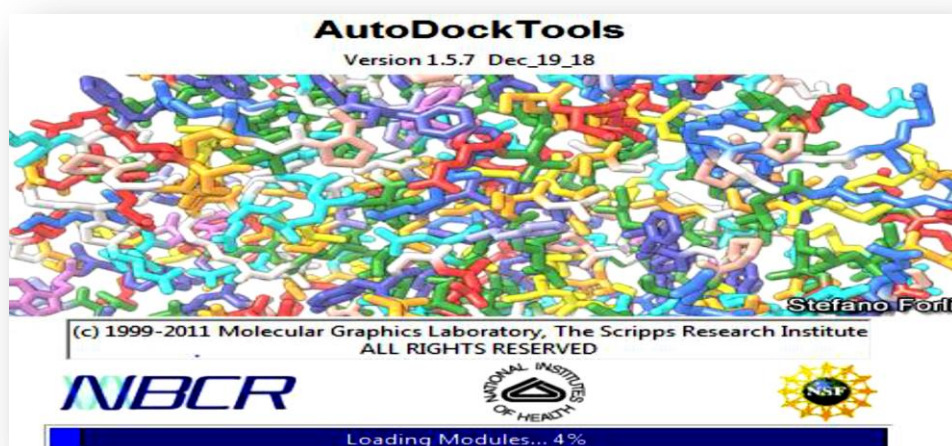 AutoDockTools
Version 1.5.7 Dec_19_18
Stefano Forli
(c) 1999-2011 Molecular Graphics Laboratory, The Scripps Research Institute
ALL RIGHTS RESERVED
NBCR
NATIONAL INSTITUTES OF HEALTH
NSF
Loading Modules... 4%